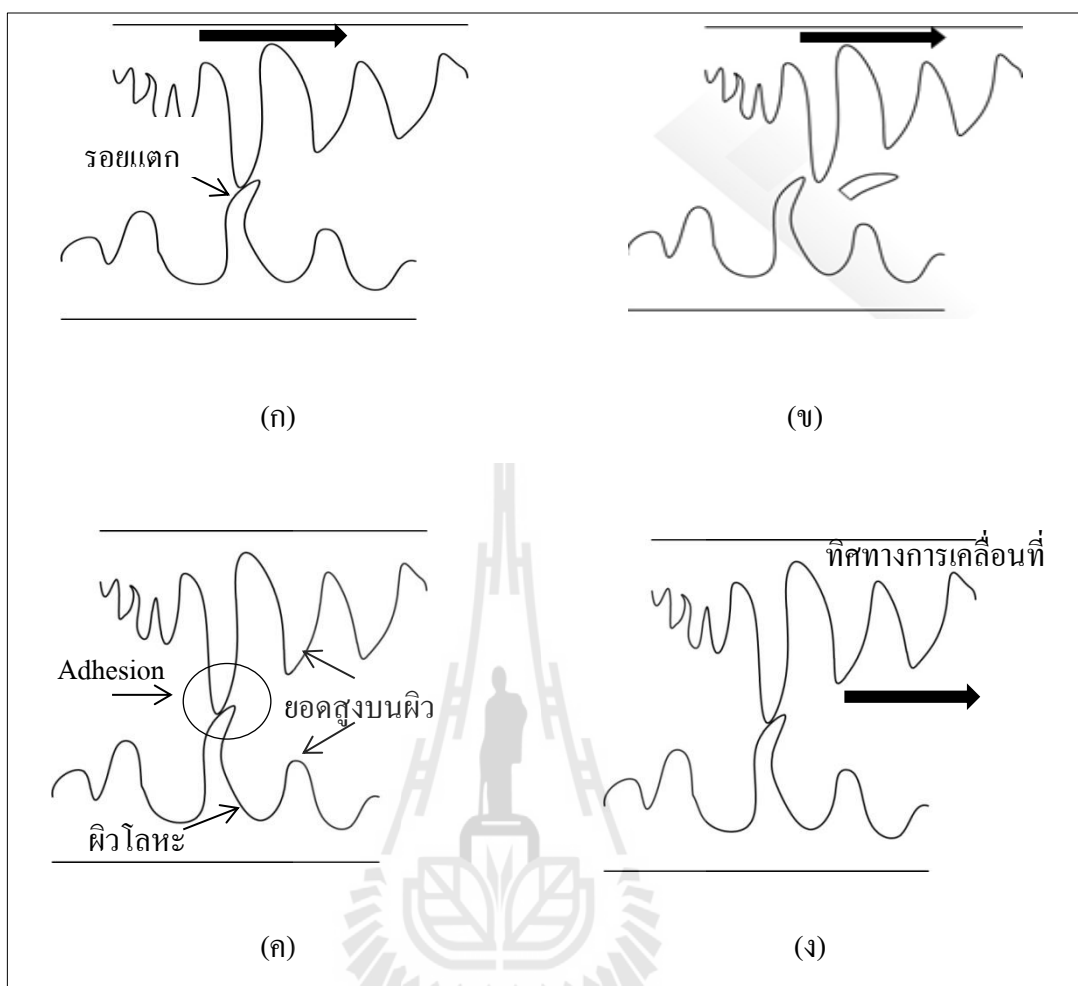 รอยแตก
(ก)
(ข)
ทิศทางการเคลื่อนที่
Adhesion
ยอดสูงบนผิว
ผิวโลหะ
(ค)
(ง)